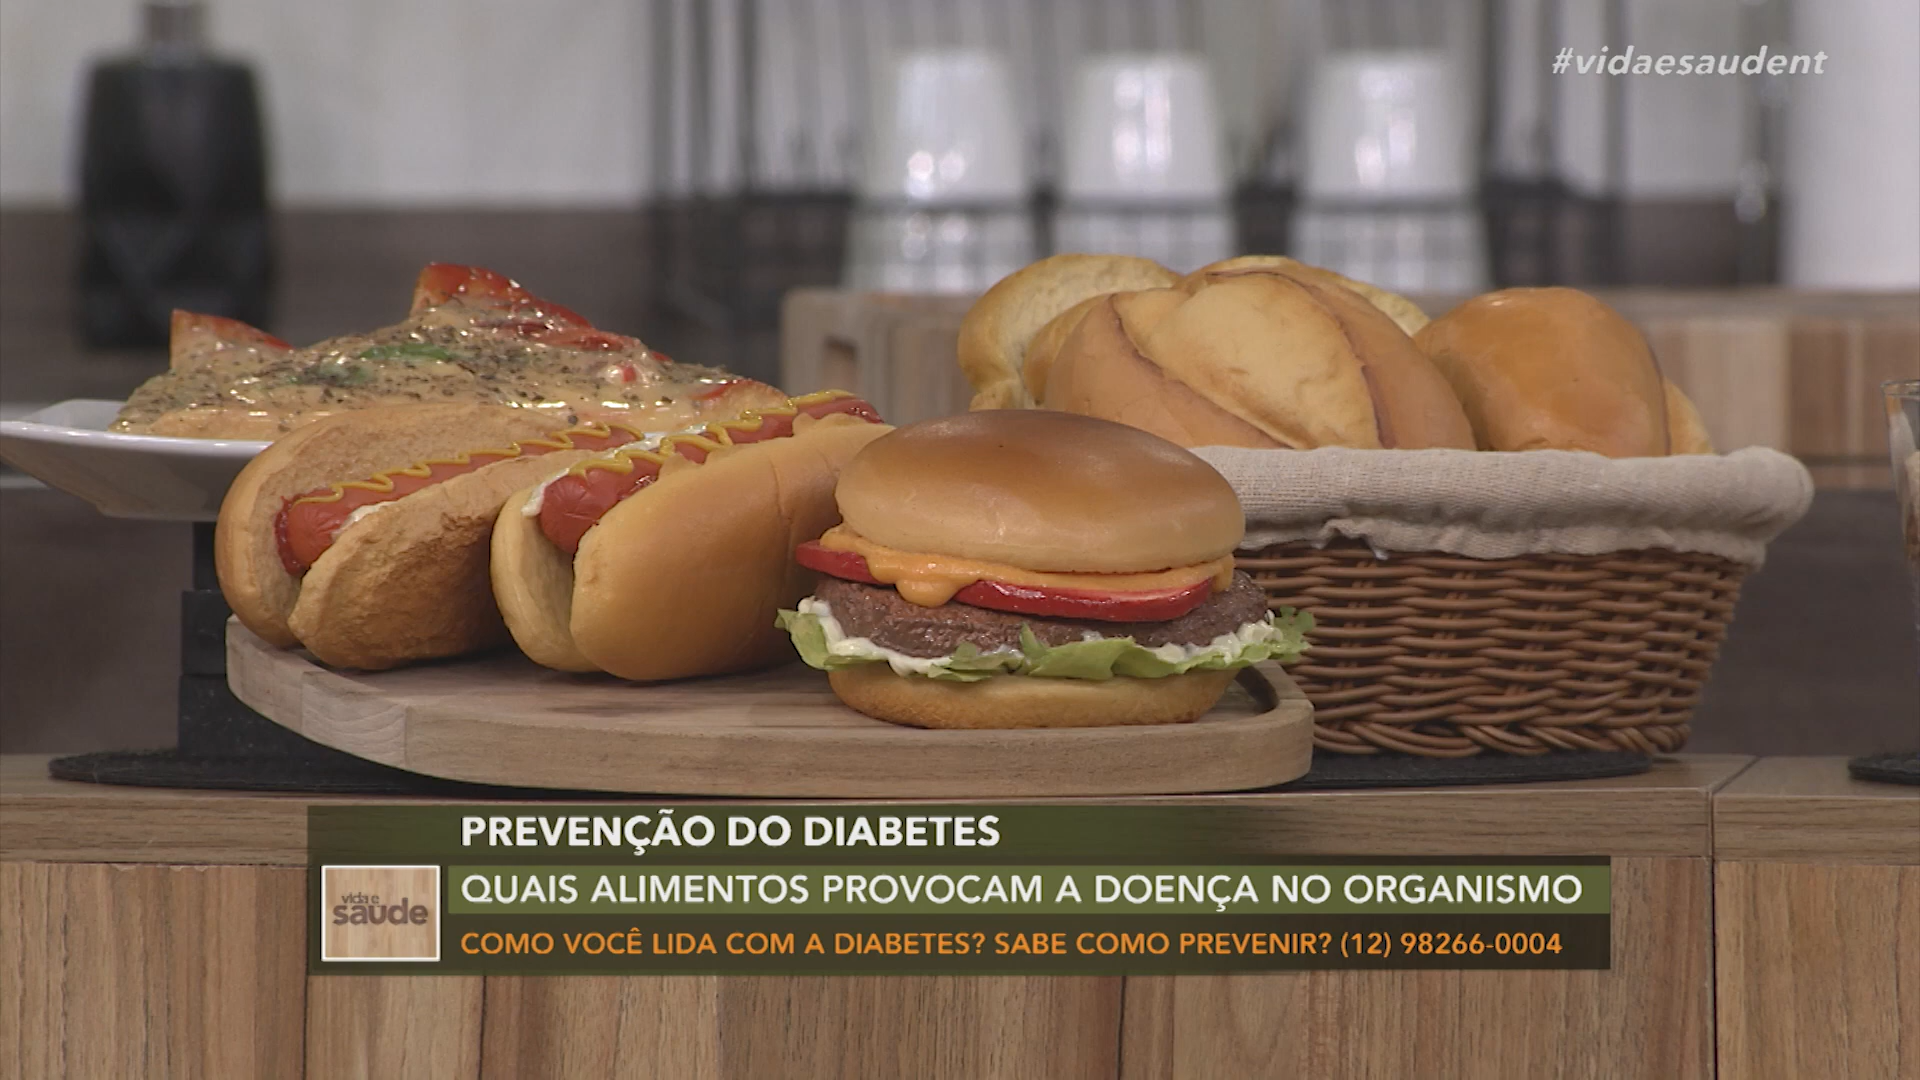 #vidaesaudent
PREVENÇÃO DO DIABETES
vida e
saúde
QUAIS ALIMENTOS PROVOCAM A DOENÇA NO ORGANISMO
COMO VOCÊ LIDA COM A DIABETES? SABE COMO PREVENIR? (12) 98266-0004